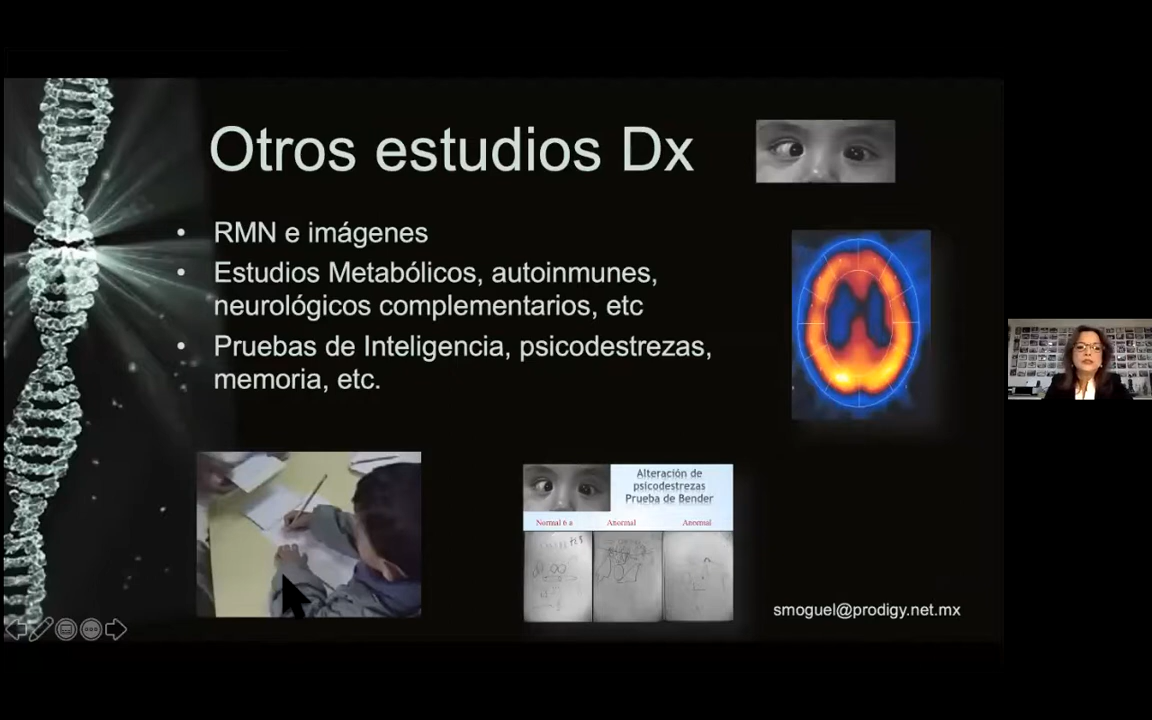 Otros estudios Dx
• RMN e imágenes
• Estudios Metabólicos, autoinmunes,
neurológicos complementarios, etc
• Pruebas de Inteligencia, psicodestrezas,
memoria, etc.
Alteración de
psicodestrezas
Prueba de Bender
Normal 6 a Anormal Anormal
smoguel@prodigy.net.mx